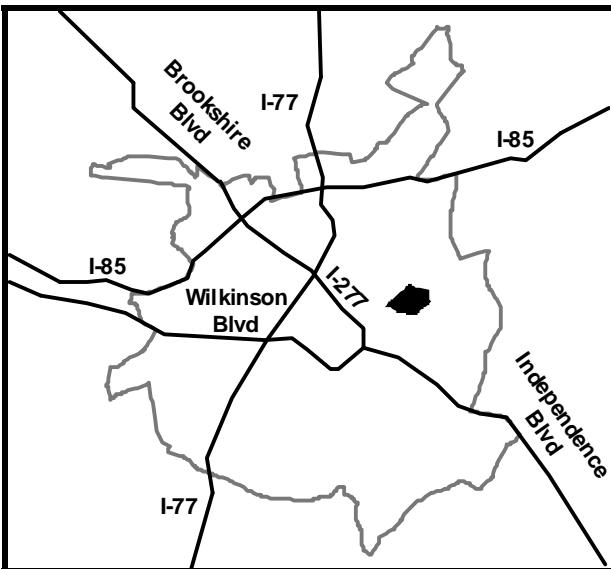 Brookshire
Blvd
I-77
I-85
I-85
I-277
Wilkinson
Blvd
Independence
Blvd
I-77